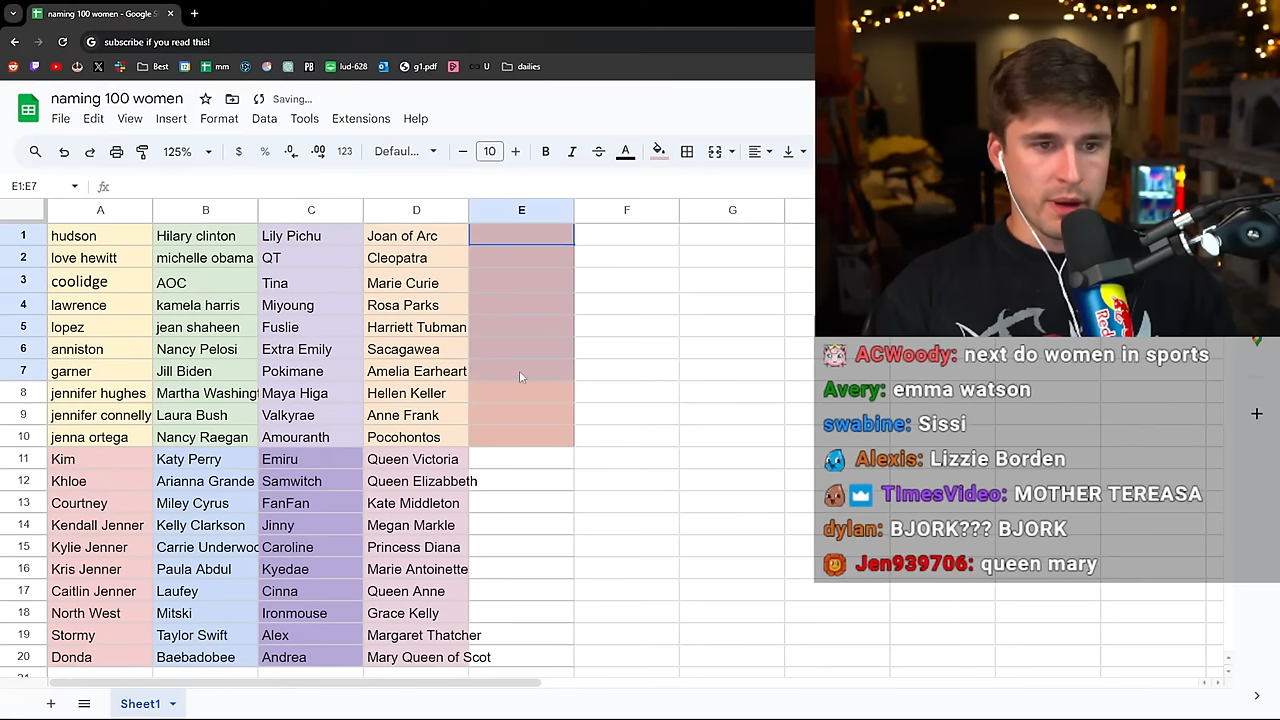 naming 100 women - Google S
subscribe if you read this!
Best
mm
PB
lud-628
g1.pdf
U
dailies
naming 100 women
Saving...
File Edit View Insert Format Data Tools Extensions Help
125% $ % .0 .00 123 Defaul... 10 B I S A
E1:E7 fx
A B C D E F G
1 hudson Hilary clinton Lily Pichu Joan of Arc
2 love hewitt michelle obama QT Cleopatra
3 coolidge AOC Tina Marie Curie
4 lawrence kamela harris Miyoung Rosa Parks
5 lopez jean shaheen Fuslie Harriett Tubman
6 anniston Nancy Pelosi Extra Emily Sacagawea
7 garner Jill Biden Pokimane Amelia Earheart
8 jennifer hughes Martha Washing Maya Higa Hellen Keller
9 jennifer connelly Laura Bush Valkyrae Anne Frank
10 jenna ortega Nancy Raegan Amouranth Pocohontos
11 Kim Katy Perry Emiru Queen Victoria
12 Khloe Arianna Grande Samwitch Queen Elizabbeth
13 Courtney Miley Cyrus FanFan Kate Middleton
14 Kendall Jenner Kelly Clarkson Jinny Megan Markle
15 Kylie Jenner Carrie Underwoo Caroline Princess Diana
16 Kris Jenner Paula Abdul Kyedae Marie Antoinette
17 Caitlin Jenner Laufey Cinna Queen Anne
18 North West Mitski Ironmouse Grace Kelly
19 Stormy Taylor Swift Alex Margaret Thatcher
20 Donda Baebadobee Andrea Mary Queen of Scot
Sheet1
Red
ACWoody: next do women in sports
Avery: emma watson
swabine: Sissi
Alexis: Lizzie Borden
TImesVideo: MOTHER TEREASA
dylan: BJORK??? BJORK
Jen939706: queen mary